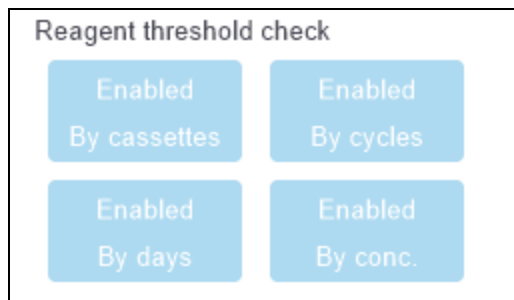 Reagent threshold check
Enabled
By cassettes
Enabled
By cycles
Enabled
By days
Enabled
By conc.